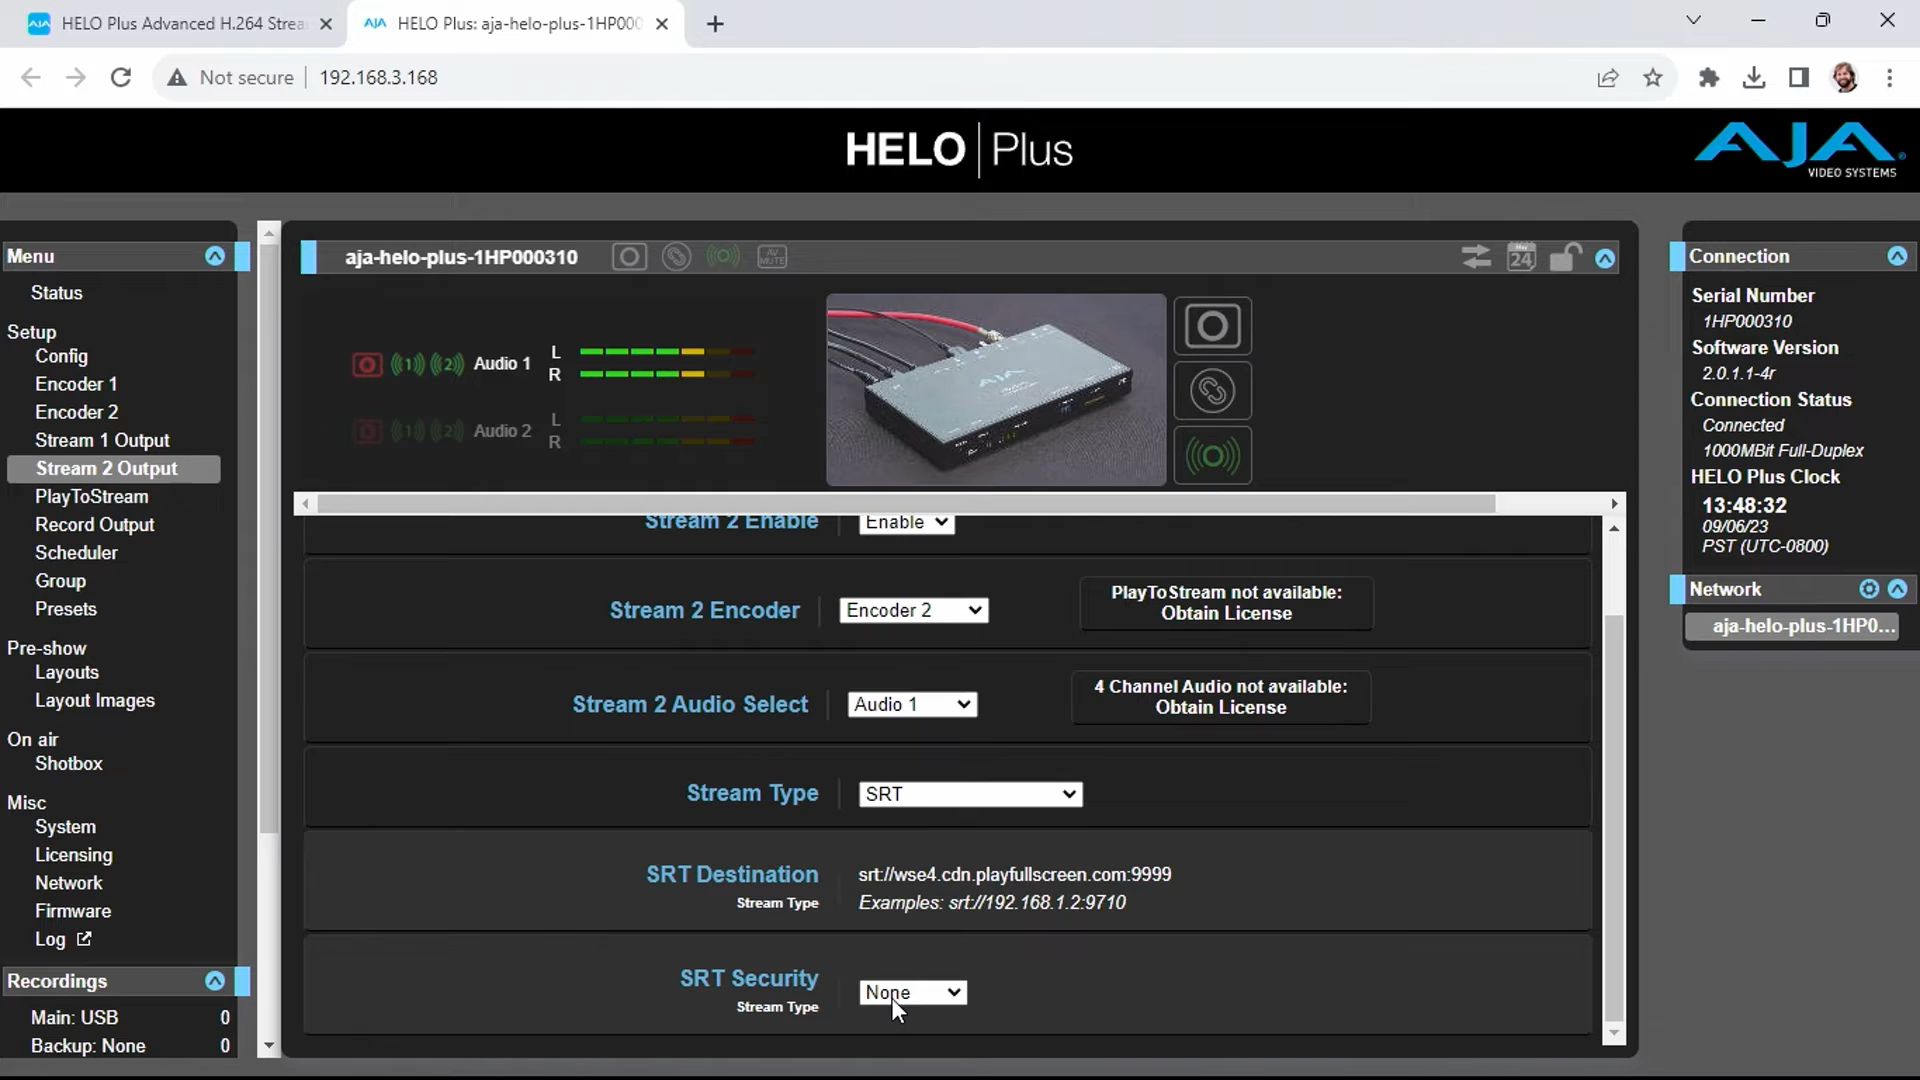 HELO Plus Advanced H.264 Strea
HELO Plus: aja-helo-plus-1HP000
Not secure
192.168.3.168
HELO | Plus
AJA
VIDEO SYSTEMS
Menu
Status
Setup
Config
Encoder 1
Encoder 2
Stream 1 Output
Stream 2 Output
PlayToStream
Record Output
Scheduler
Group
Presets
Pre-show
Layouts
Layout Images
On air
Shotbox
Misc
System
Licensing
Network
Firmware
Log
Recordings
Main: USB 0
Backup: None 0
aja-helo-plus-1HP000310
AV
MUTE
May
24
(1) (2) Audio 1 L
R
(1) (2) Audio 2 L
R
AJA
Stream 2 Enable Enable
Stream 2 Encoder Encoder 2
PlayToStream not available:
Obtain License
Stream 2 Audio Select Audio 1
4 Channel Audio not available:
Obtain License
Stream Type SRT
SRT Destination srt://wse4.cdn.playfullscreen.com:9999
Stream Type Examples: srt://192.168.1.2:9710
SRT Security None
Stream Type
Connection
Serial Number
1HP000310
Software Version
2.0.1.1-4r
Connection Status
Connected
1000MBit Full-Duplex
HELO Plus Clock
13:48:32
09/06/23
PST (UTC-0800)
Network
aja-helo-plus-1HP0...